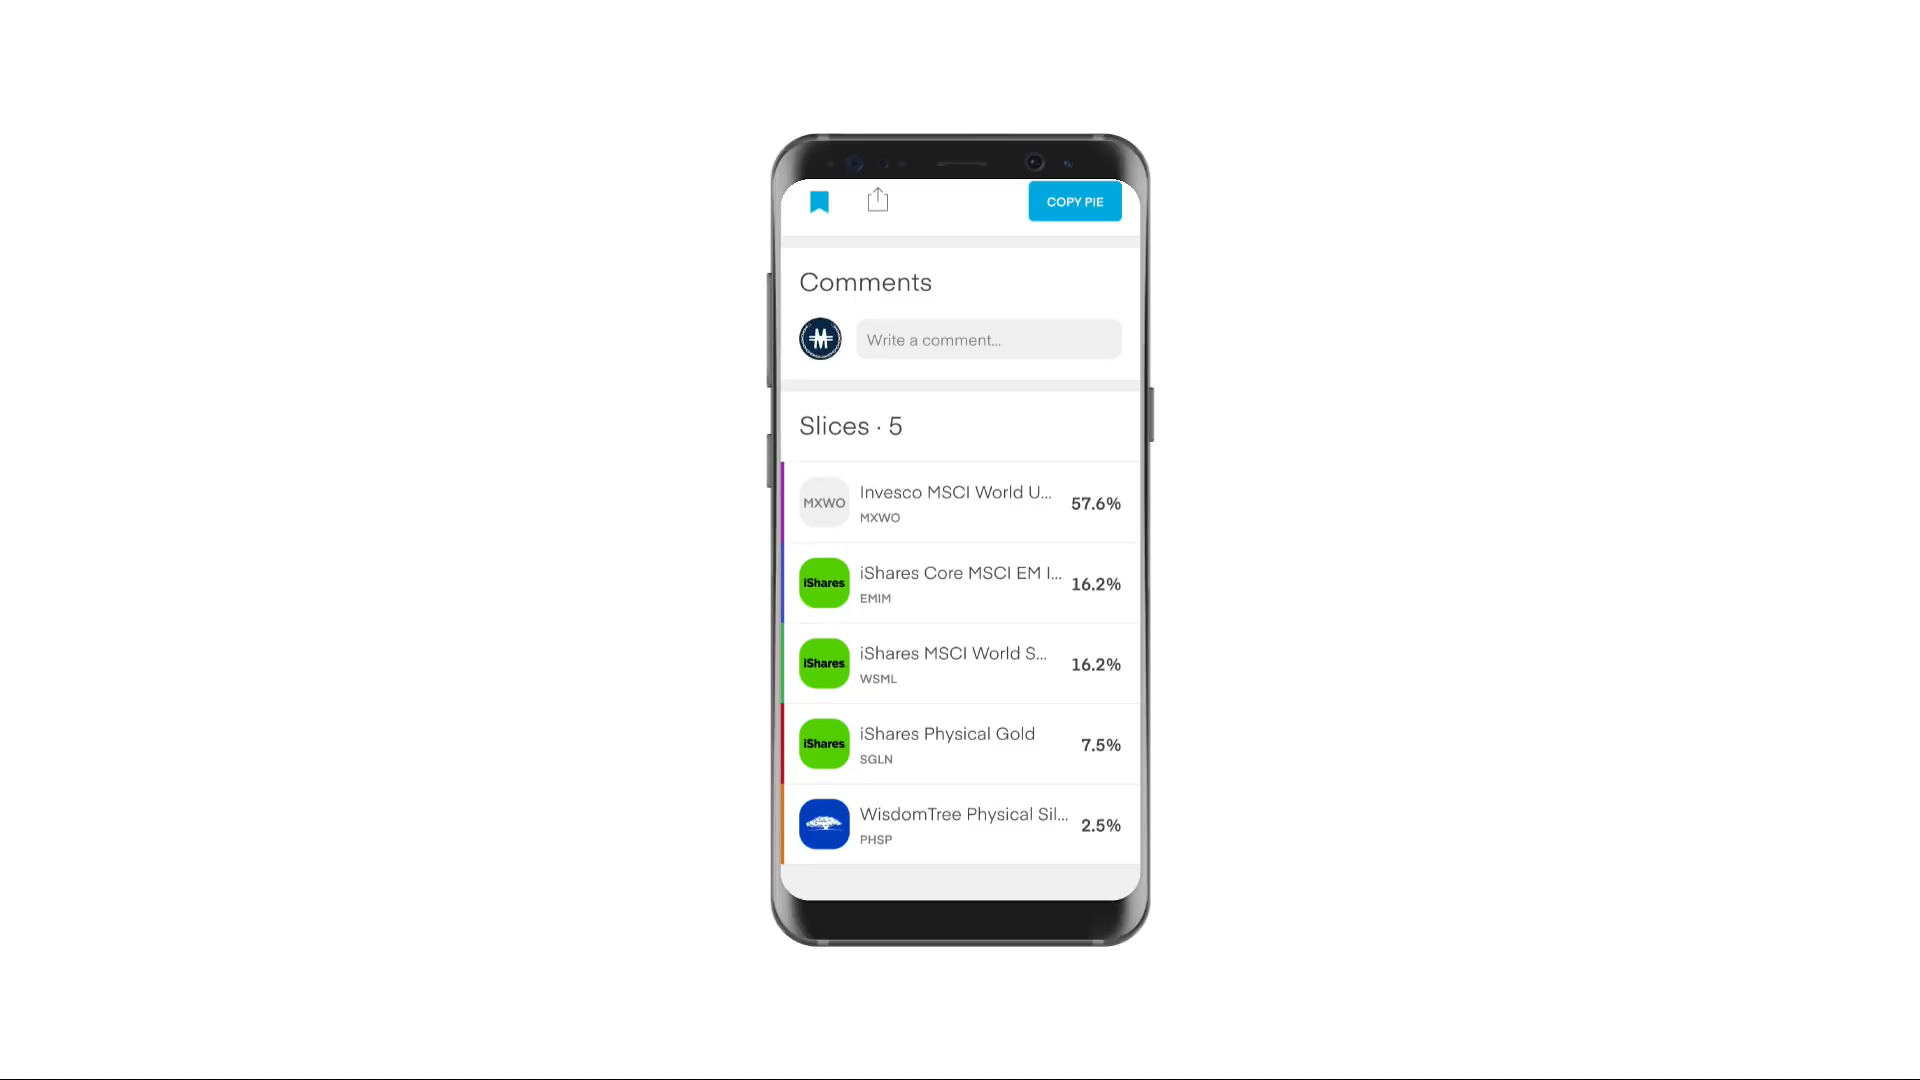 COPY PIE
Comments
Write a comment...
Slices · 5
MXWO
Invesco MSCI World U...
MXWO
57.6%
iShares
iShares Core MSCI EM I...
EMIM
16.2%
iShares
iShares MSCI World S...
WSML
16.2%
iShares
iShares Physical Gold
SGLN
7.5%
WisdomTree Physical Sil...
PHSP
2.5%